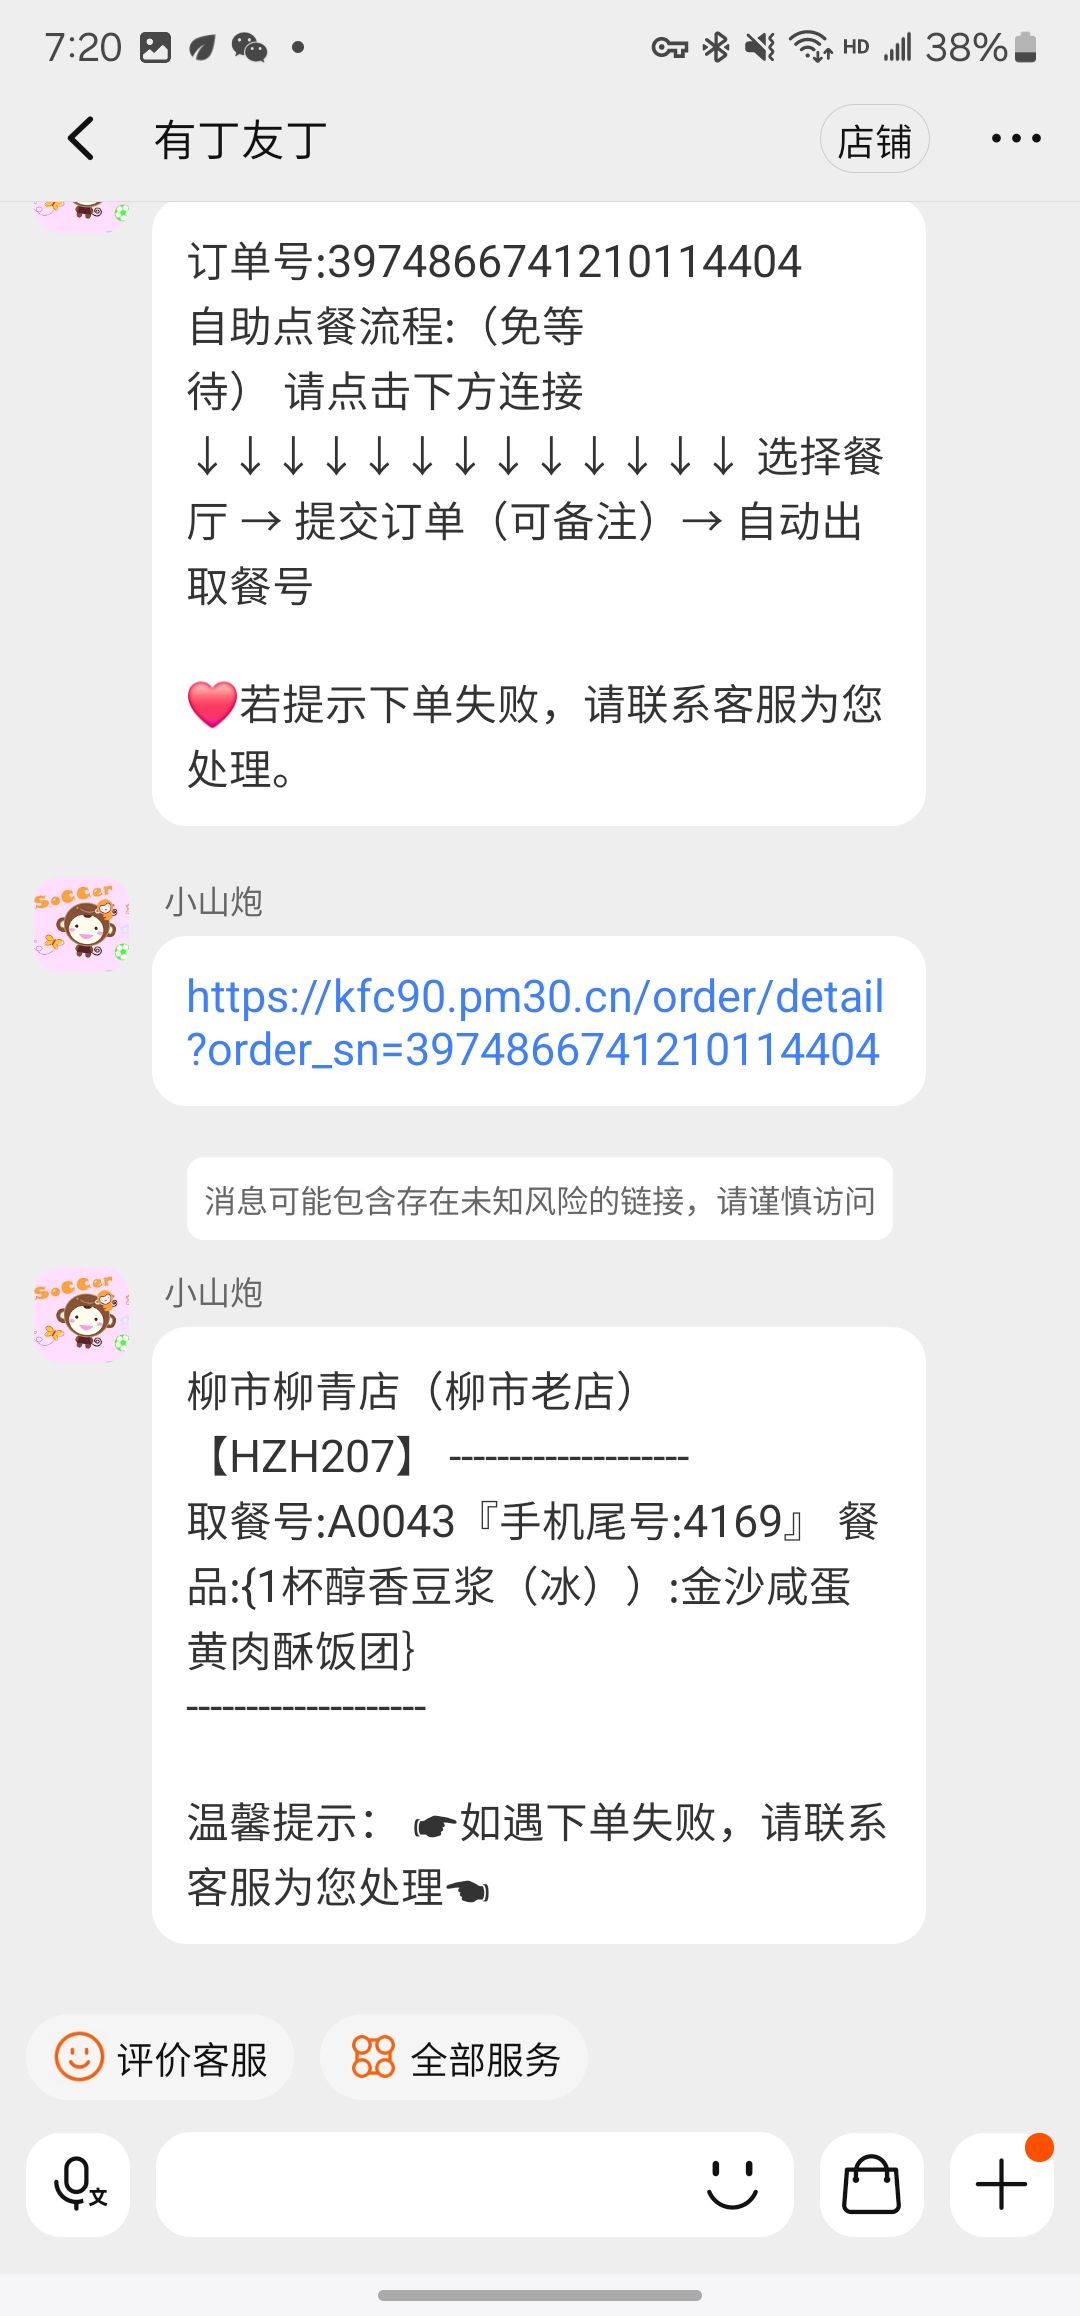 7:20
HD
38%
有丁友丁
店铺
订单号:3974866741210114404
自助点餐流程:（免等
待） 请点击下方连接
↓↓↓↓↓↓↓↓↓↓↓↓↓ 选择餐
厅 → 提交订单（可备注）→ 自动出
取餐号
❤️若提示下单失败，请联系客服为您
处理。
SoCCer
小山炮
https://kfc90.pm30.cn/order/detail
?order_sn=3974866741210114404
消息可能包含存在未知风险的链接，请谨慎访问
SoCCer
小山炮
柳市柳青店（柳市老店）
【HZH207】 --------------------
取餐号:A0043『手机尾号:4169』 餐
品:{1杯醇香豆浆（冰））:金沙咸蛋
黄肉酥饭团}
--------------------
温馨提示： ☛如遇下单失败，请联系
客服为您处理☚
评价客服
全部服务
文